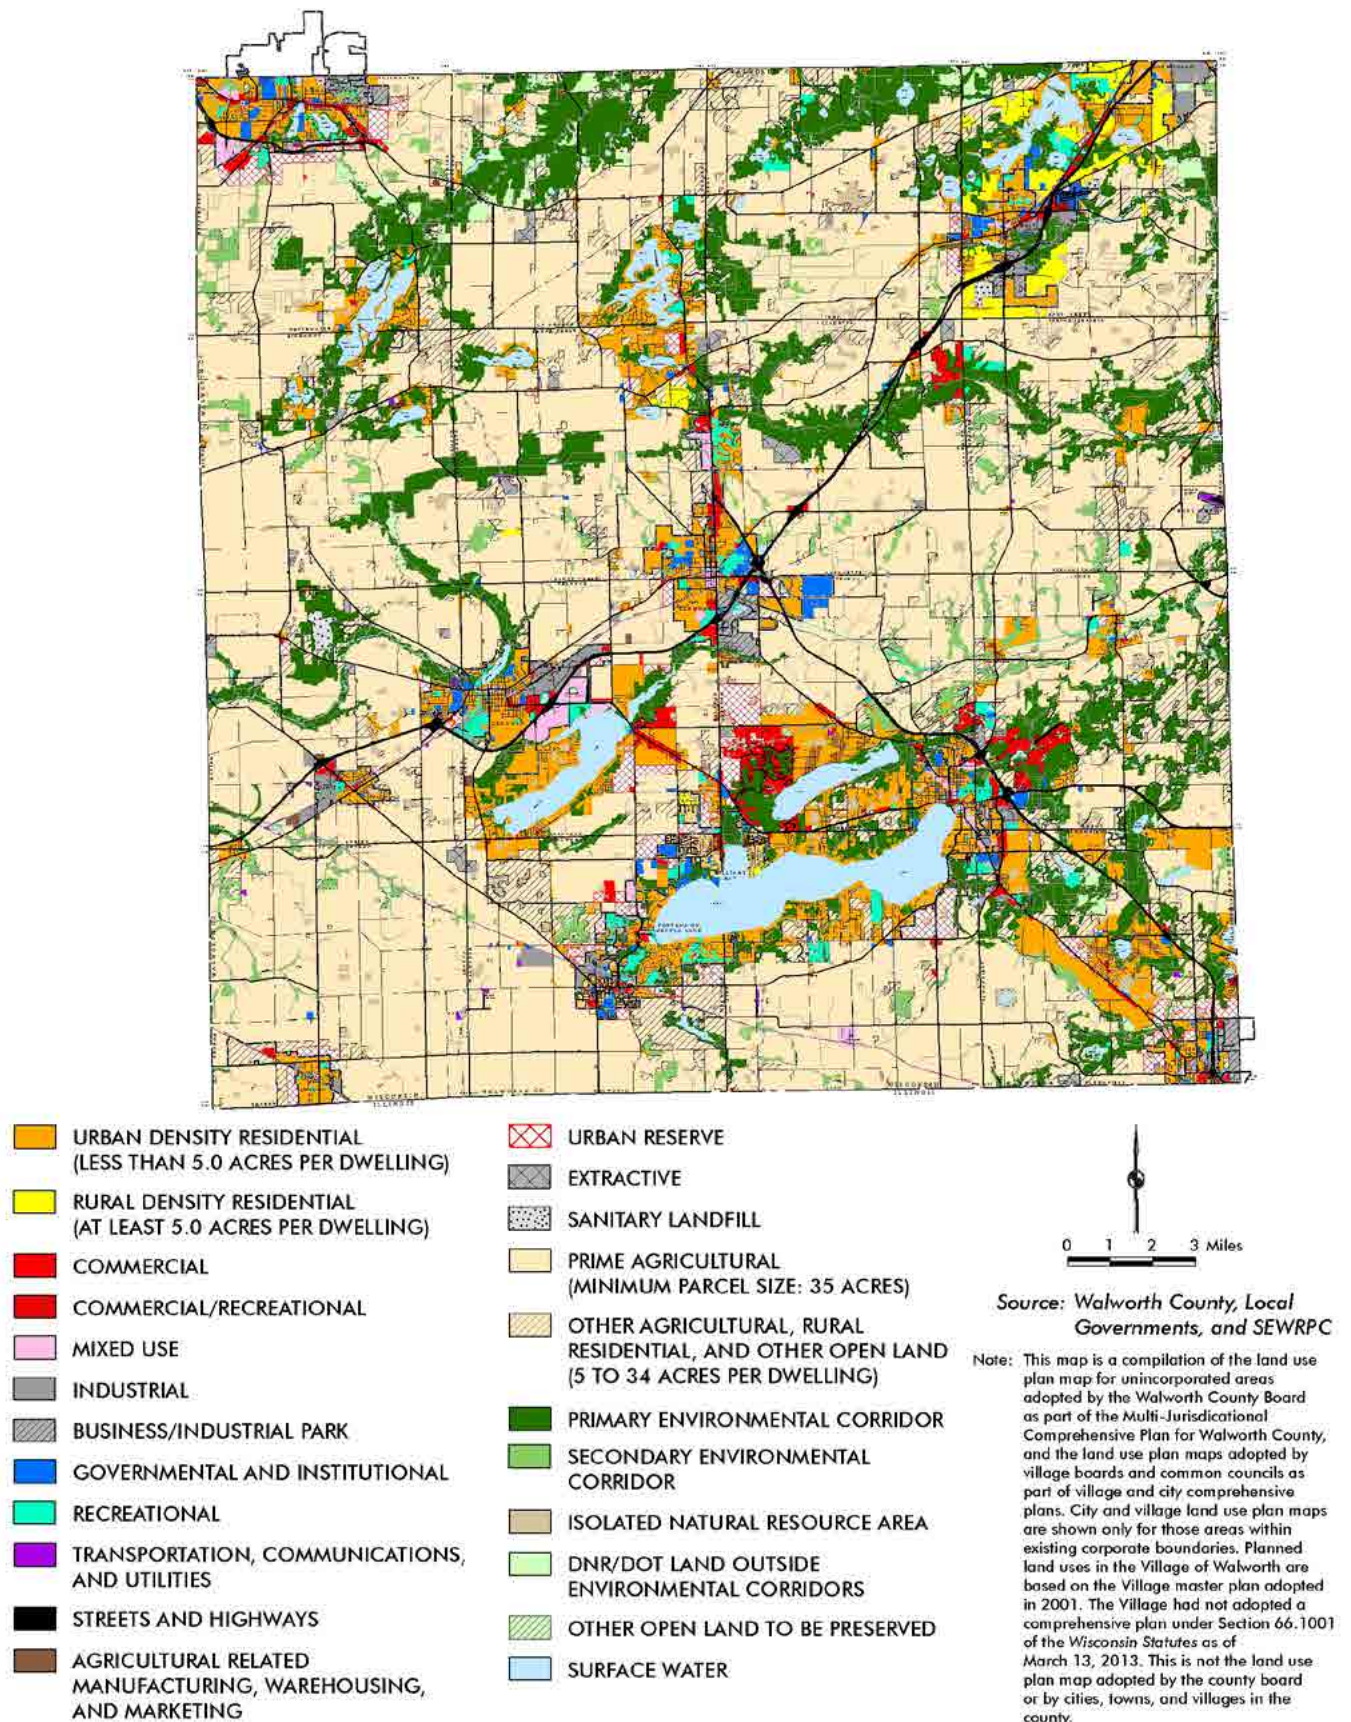 WISCONSIN
ILLINOIS
WALWORTH CO.
WISCONSIN
ILLINOIS
URBAN DENSITY RESIDENTIAL
(LESS THAN 5.0 ACRES PER DWELLING)
RURAL DENSITY RESIDENTIAL
(AT LEAST 5.0 ACRES PER DWELLING)
COMMERCIAL
COMMERCIAL/RECREATIONAL
MIXED USE
INDUSTRIAL
BUSINESS/INDUSTRIAL PARK
GOVERNMENTAL AND INSTITUTIONAL
RECREATIONAL
TRANSPORTATION, COMMUNICATIONS,
AND UTILITIES
STREETS AND HIGHWAYS
AGRICULTURAL RELATED
MANUFACTURING, WAREHOUSING,
AND MARKETING
URBAN RESERVE
EXTRACTIVE
SANITARY LANDFILL
PRIME AGRICULTURAL
(MINIMUM PARCEL SIZE: 35 ACRES)
OTHER AGRICULTURAL, RURAL
RESIDENTIAL, AND OTHER OPEN LAND
(5 TO 34 ACRES PER DWELLING)
PRIMARY ENVIRONMENTAL CORRIDOR
SECONDARY ENVIRONMENTAL
CORRIDOR
ISOLATED NATURAL RESOURCE AREA
DNR/DOT LAND OUTSIDE
ENVIRONMENTAL CORRIDORS
OTHER OPEN LAND TO BE PRESERVED
SURFACE WATER
0 1 2 3 Miles
Source: Walworth County, Local
Governments, and SEWRPC
Note: This map is a compilation of the land use
plan map for unincorporated areas
adopted by the Walworth County Board
as part of the Multi-Jurisdicational
Comprehensive Plan for Walworth County,
and the land use plan maps adopted by
village boards and common councils as
part of village and city comprehensive
plans. City and village land use plan maps
are shown only for those areas within
existing corporate boundaries. Planned
land uses in the Village of Walworth are
based on the Village master plan adopted
in 2001. The Village had not adopted a
comprehensive plan under Section 66.1001
of the Wisconsin Statutes as of
March 13, 2013. This is not the land use
plan map adopted by the county board
or by cities, towns, and villages in the
county.